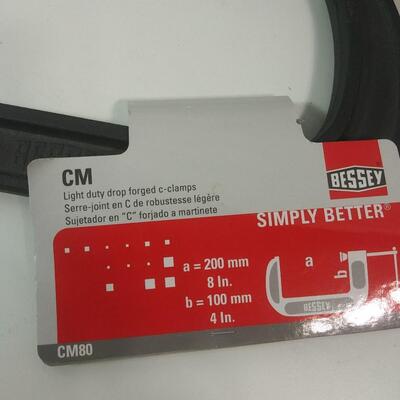 CM
Light duty drop forged c-clamps
Serre-joint en C de robustesse légère
Sujetador en "C" forjado a martinete
BESSEY
SIMPLY BETTER®
a = 200 mm
8 In.
b = 100 mm
4 In.
a
b
BESSEY
CM80